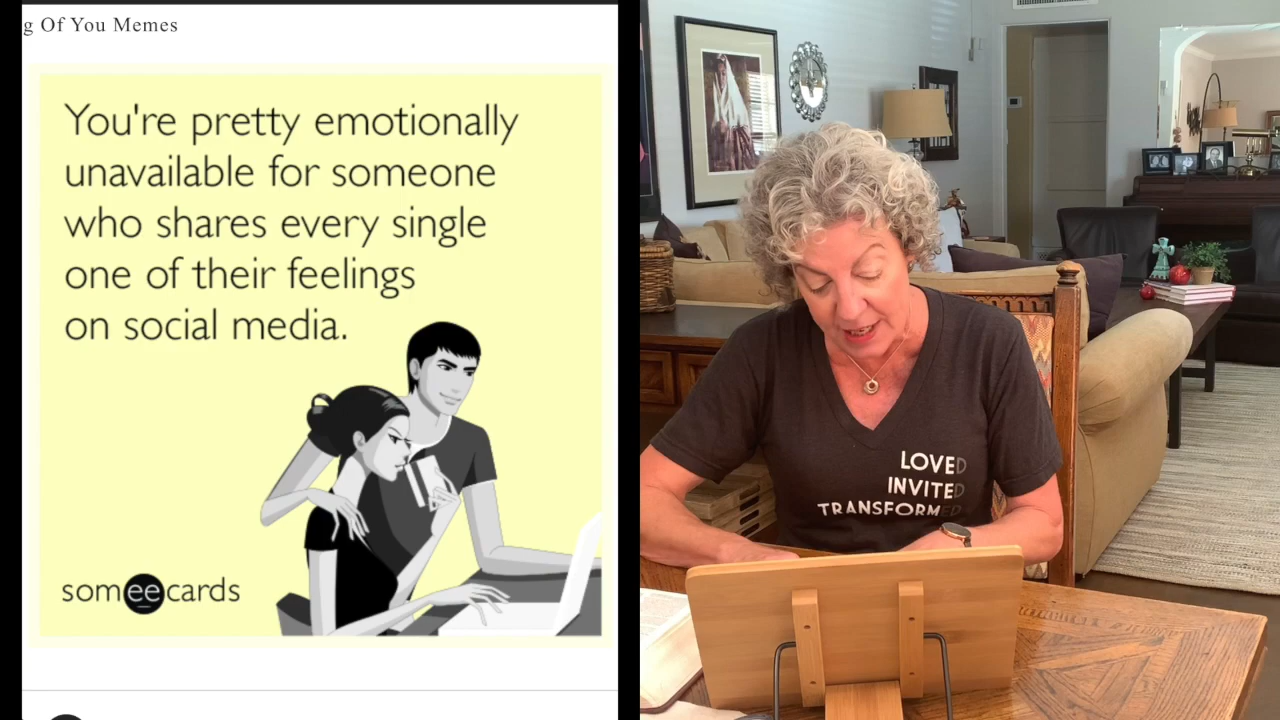 g Of You Memes
You're pretty emotionally
unavailable for someone
who shares every single
one of their feelings
on social media.
someecards
LOVED
INVITED
TRANSFORMED